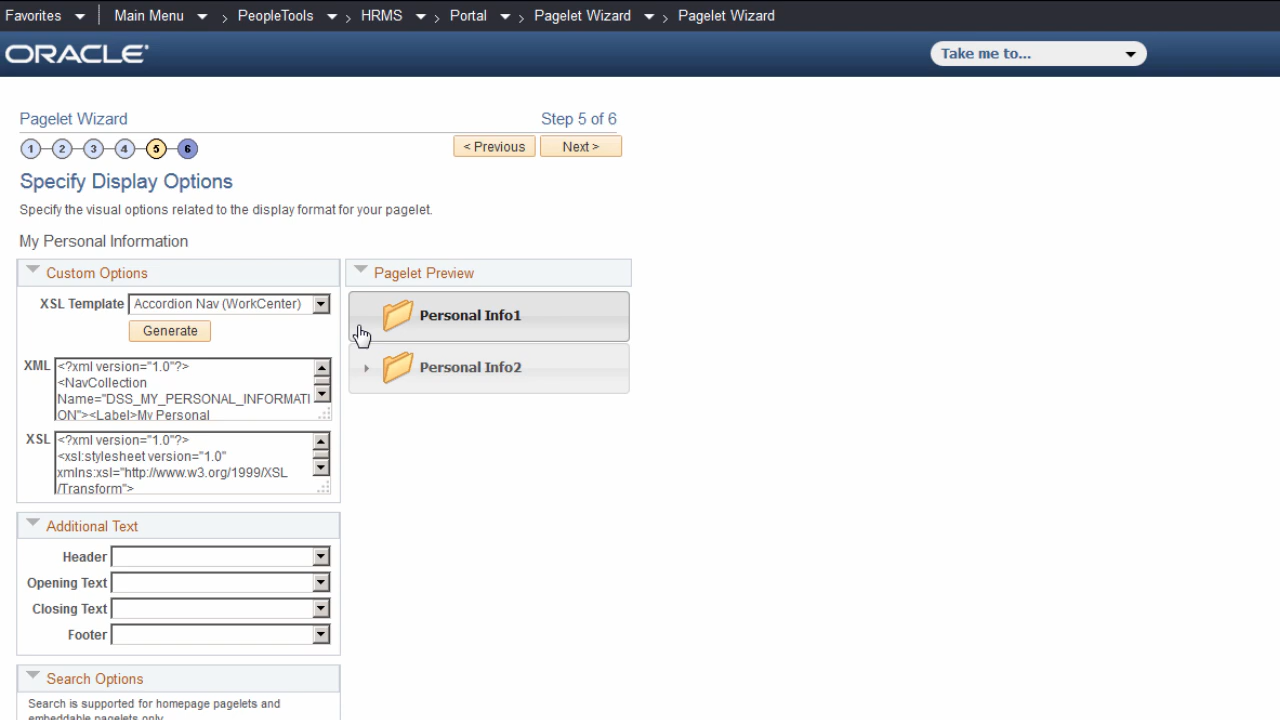 Favorites Main Menu > PeopleTools > HRMS > Portal > Pagelet Wizard > Pagelet Wizard
ORACLE®
Take me to...
Pagelet Wizard
Step 5 of 6
1 2 3 4 5 6
< Previous
Next >
Specify Display Options
Specify the visual options related to the display format for your pagelet.
My Personal Information
Custom Options
XSL Template Accordion Nav (WorkCenter)
Generate
XML <?xml version="1.0"?>
<NavCollection
Name="DSS_MY_PERSONAL_INFORMATI
ON"><Label>My Personal
XSL <?xml version="1.0"?>
<xsl:stylesheet version="1.0"
xmlns:xsl="http://www.w3.org/1999/XSL
/Transform">
Pagelet Preview
Personal Info1
Personal Info2
Additional Text
Header
Opening Text
Closing Text
Footer
Search Options
Search is supported for homepage pagelets and
embeddable pagelets only